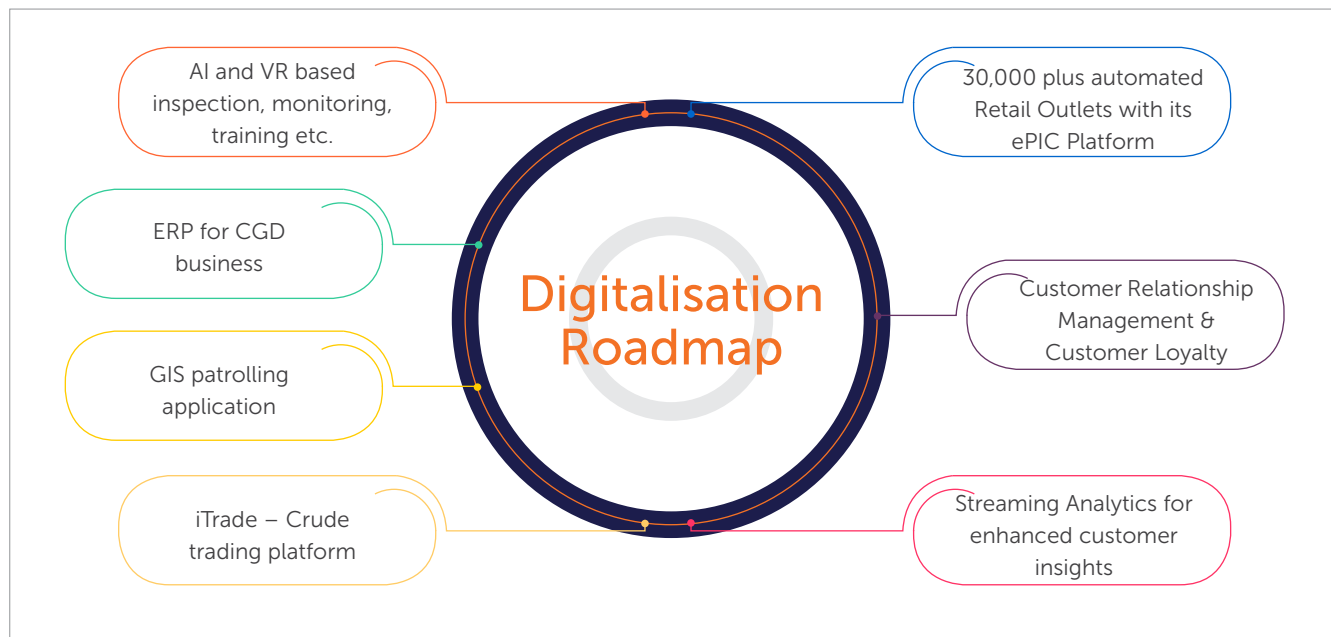 AI and VR based
inspection, monitoring,
training etc.
30,000 plus automated
Retail Outlets with its
ePIC Platform
ERP for CGD
business
Digitalisation
Roadmap
Customer Relationship
Management &
Customer Loyalty
GIS patrolling
application
iTrade – Crude
trading platform
Streaming Analytics for
enhanced customer
insights